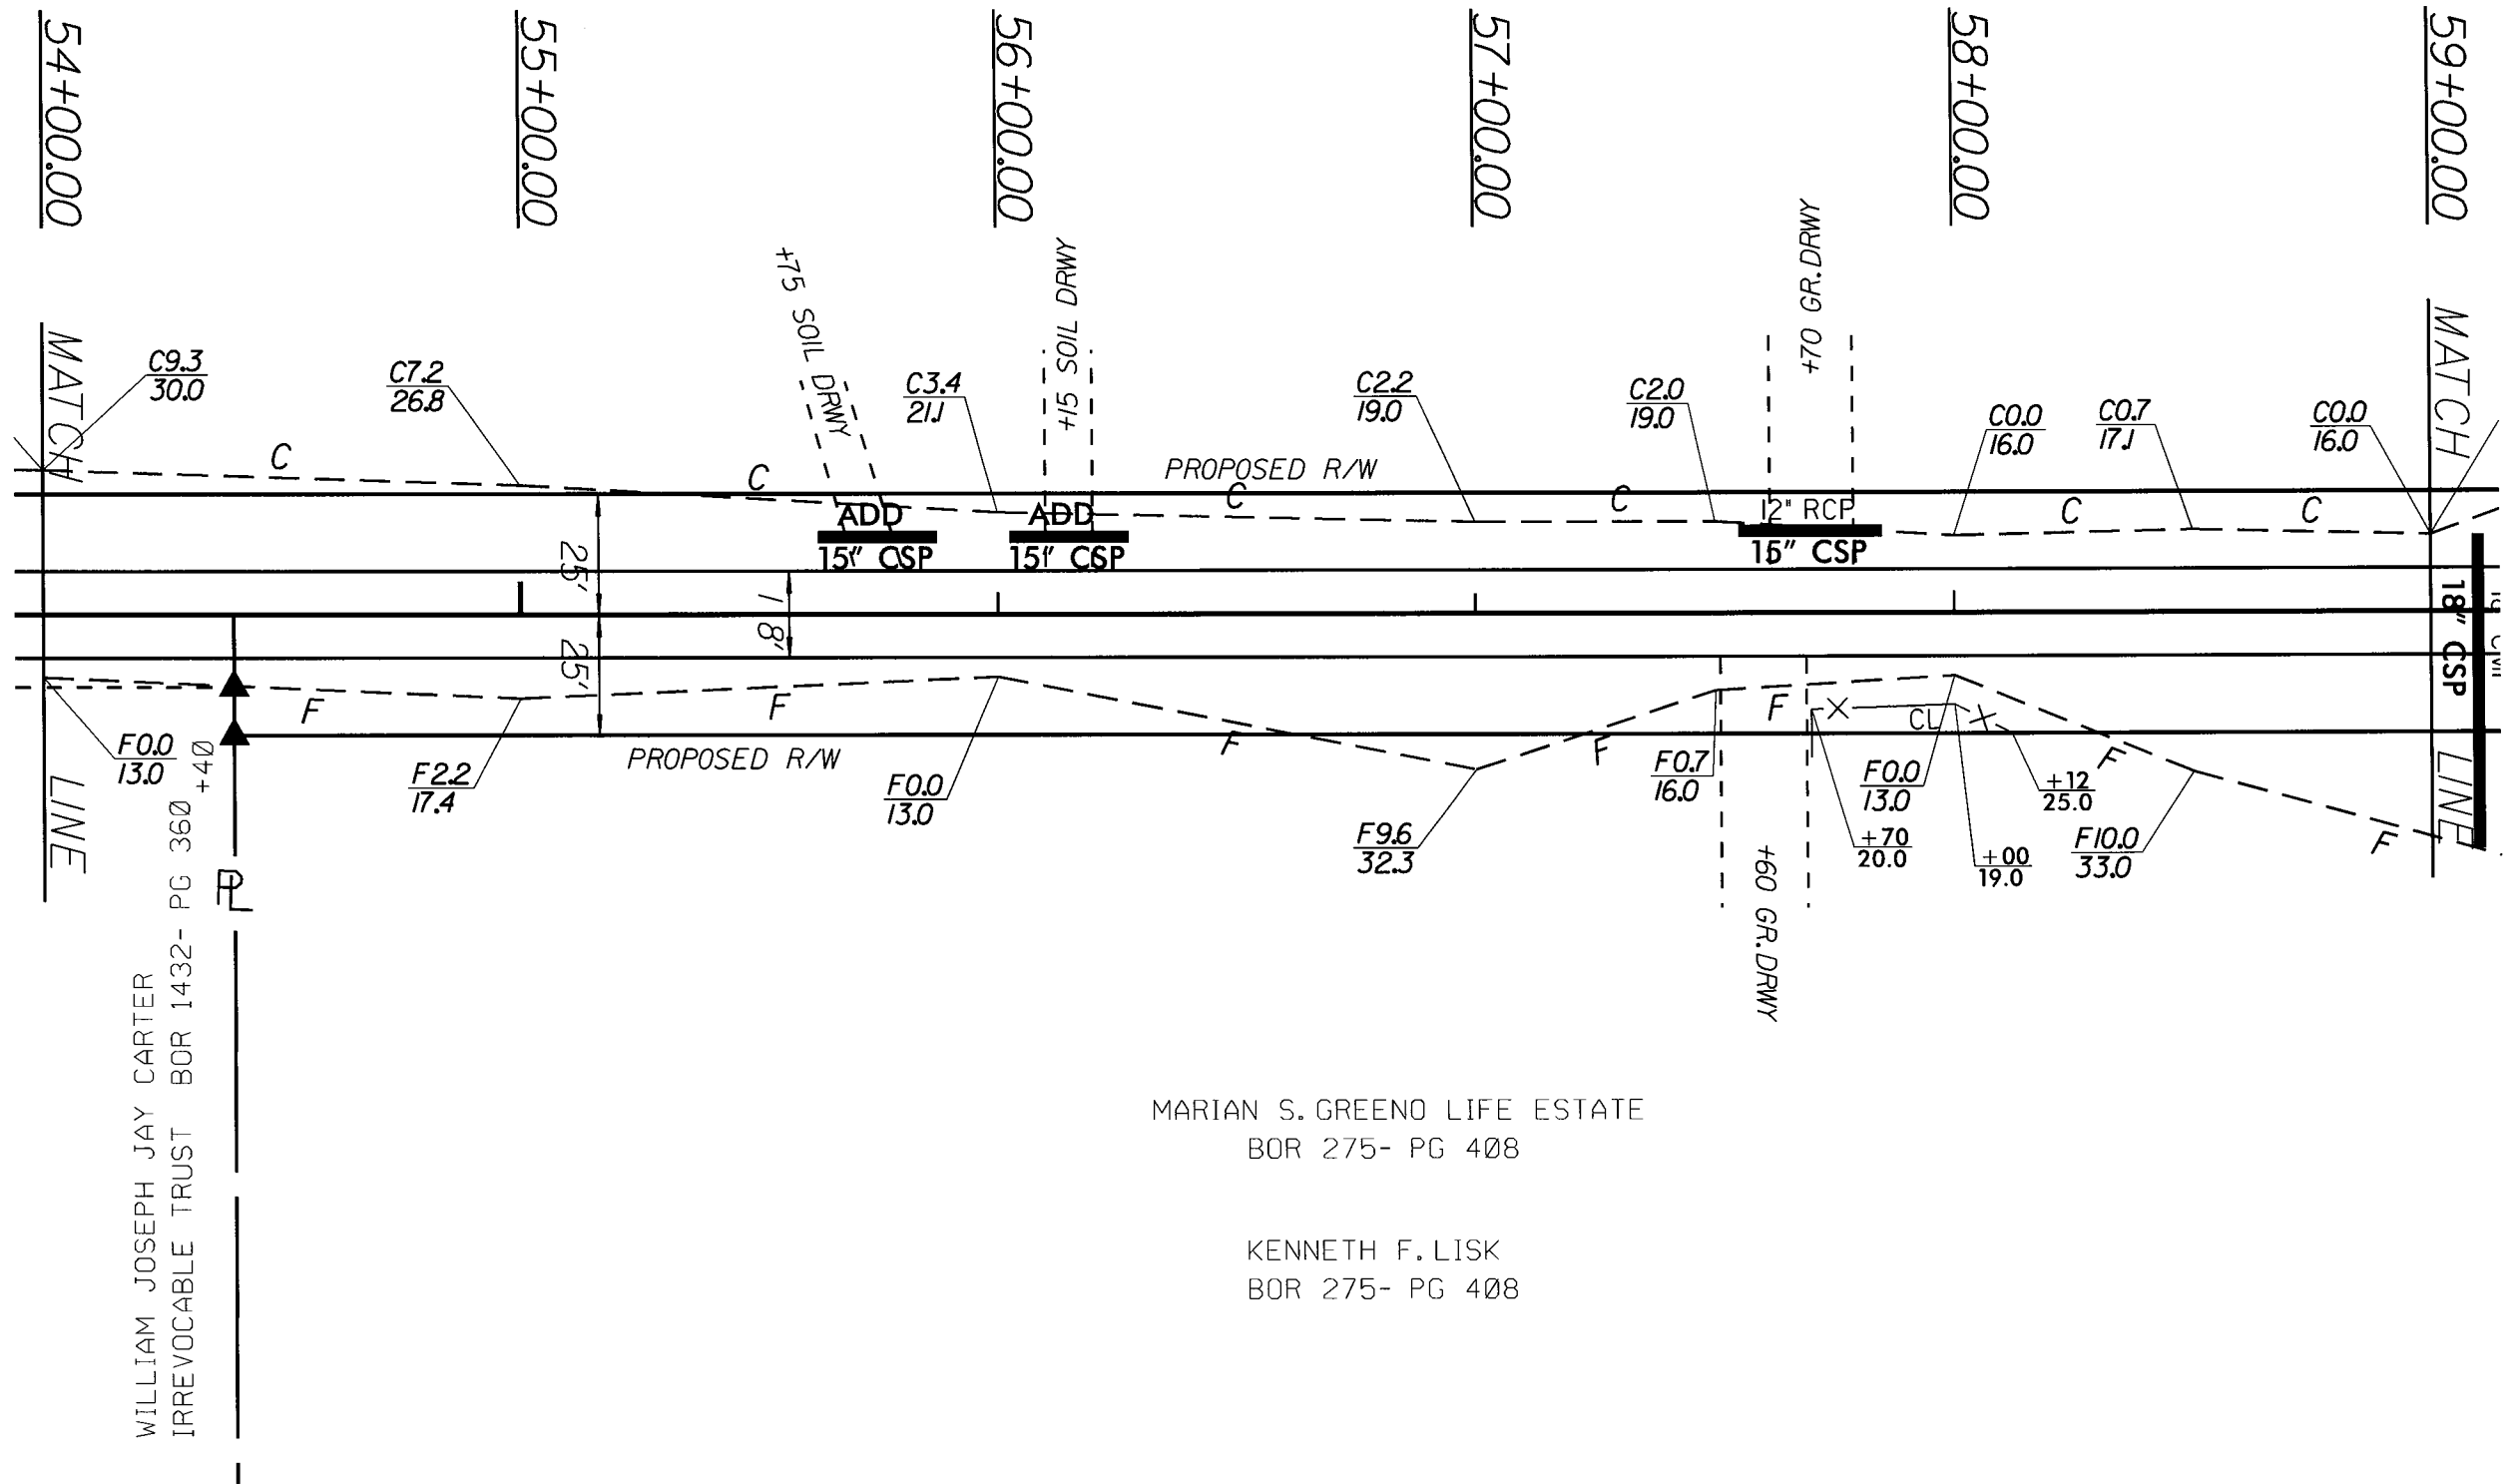 54+00.00
55+00.00
56+00.00
57+00.00
58+00.00
59+00.00
MATCH
LINE
MATCH
LINE
C9.3
30.0
C7.2
26.8
+75 SOIL DRWY
C3.4
21.1
+15 SOIL DRWY
C2.2
19.0
C2.0
19.0
+70 GR. DRWY
C0.0
16.0
C0.7
17.1
C0.0
16.0
C
C
C
C
C
C
PROPOSED R/W
ADD
15" CSP
ADD
15" CSP
12" RCP
15" CSP
18" CSP
25'
18'
25'
F
F
F
F
F
F
F
CL
F0.0
13.0
+40
F2.2
17.4
PROPOSED R/W
F0.0
13.0
F9.6
32.3
F0.7
16.0
F0.0
13.0
+70
20.0
+00
19.0
+12
25.0
F10.0
33.0
+60 GR. DRWY
PL
WILLIAM JOSEPH JAY CARTER
IRREVOCABLE TRUST BOR 1432- PG 360
MARIAN S. GREENO LIFE ESTATE
BOR 275- PG 408
KENNETH F. LISK
BOR 275- PG 408